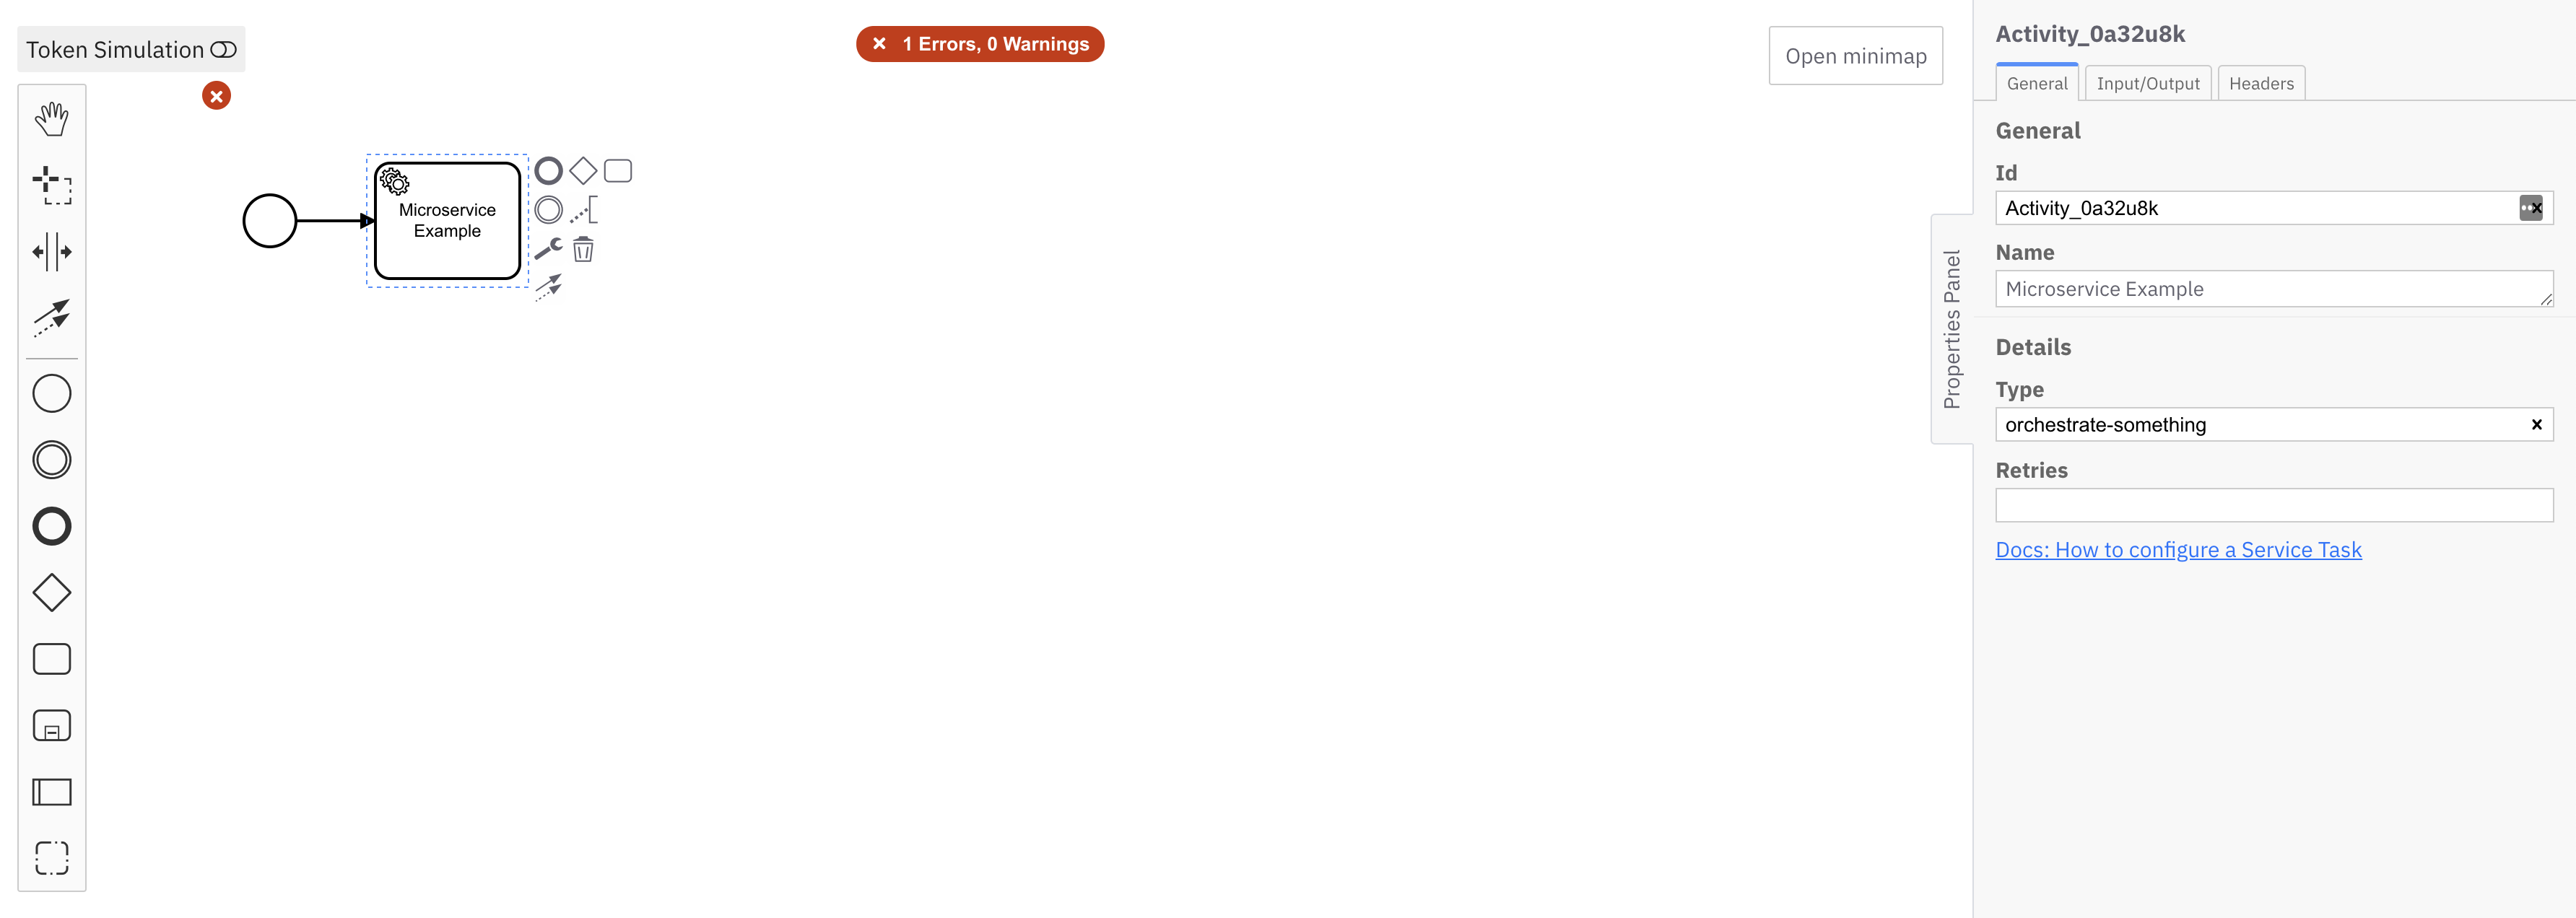 Token Simulation
1 Errors, 0 Warnings
Open minimap
Microservice
Example
Properties Panel
Activity_0a32u8k
General
Input/Output
Headers
General
Id
Activity_0a32u8k
Name
Microservice Example
Details
Type
orchestrate-something
Retries
Docs: How to configure a Service Task